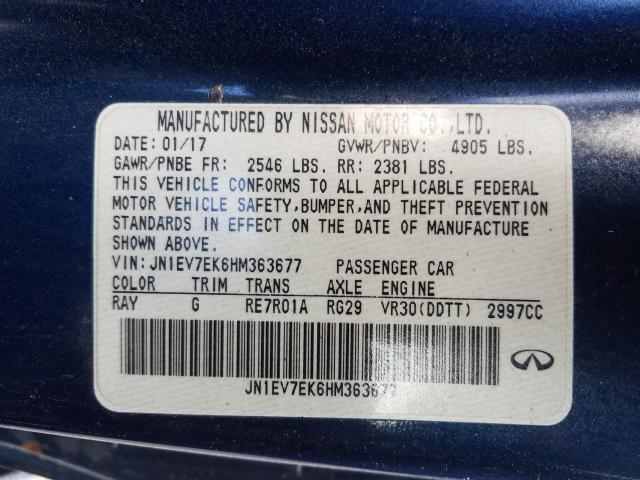 MANUFACTURED BY NISSAN MOTOR CO.,LTD.
DATE: 01/17 GVWR/PNBV: 4905 LBS.
GAWR/PNBE FR: 2546 LBS. RR: 2381 LBS.
THIS VEHICLE CONFORMS TO ALL APPLICABLE FEDERAL
MOTOR VEHICLE SAFETY,BUMPER,AND THEFT PREVENTION
STANDARDS IN EFFECT ON THE DATE OF MANUFACTURE
SHOWN ABOVE.
VIN:JN1EV7EK6HM363677 PASSENGER CAR
COLOR TRIM TRANS AXLE ENGINE
RAY G RE7R01A RG29 VR30(DDTT) 2997CC
JN1EV7EK6HM363677